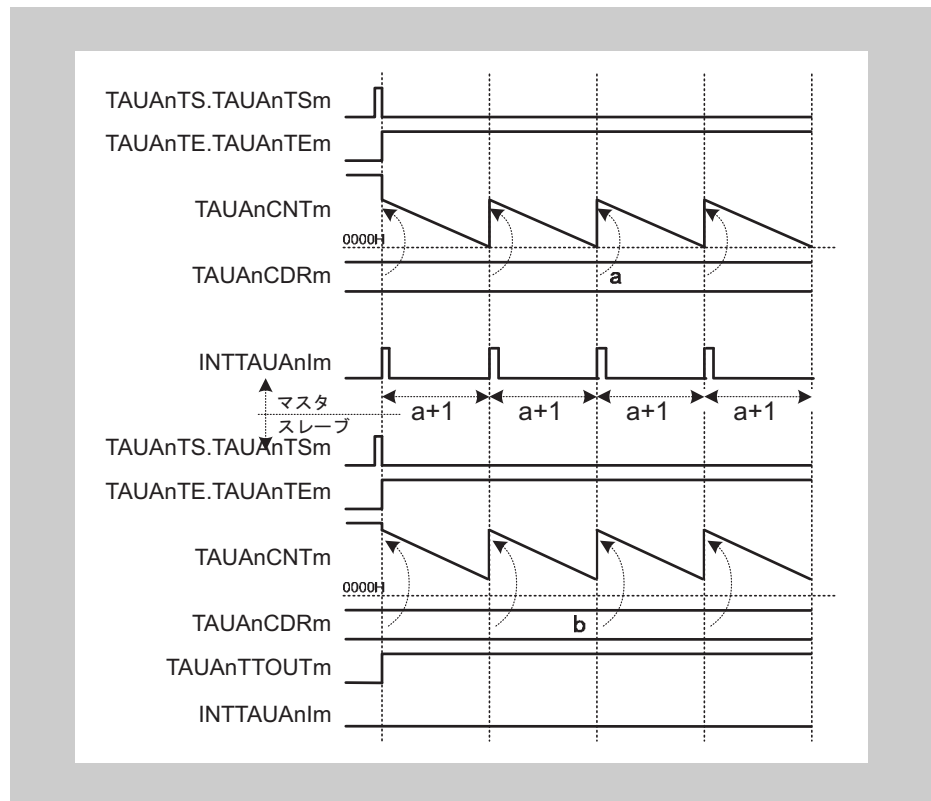 TAUAnTS.TAUAnTSm
TAUAnTE.TAUAnTEm
TAUAnCNTm
0000H
TAUAnCDRm
a
INTTAUAnIm
マスタ
a+1 a+1 a+1 a+1
スレーブ
TAUAnTS.TAUAnTSm
TAUAnTE.TAUAnTEm
TAUAnCNTm
0000H
TAUAnCDRm
b
TAUAnTTOUTm
INTTAUAnIm